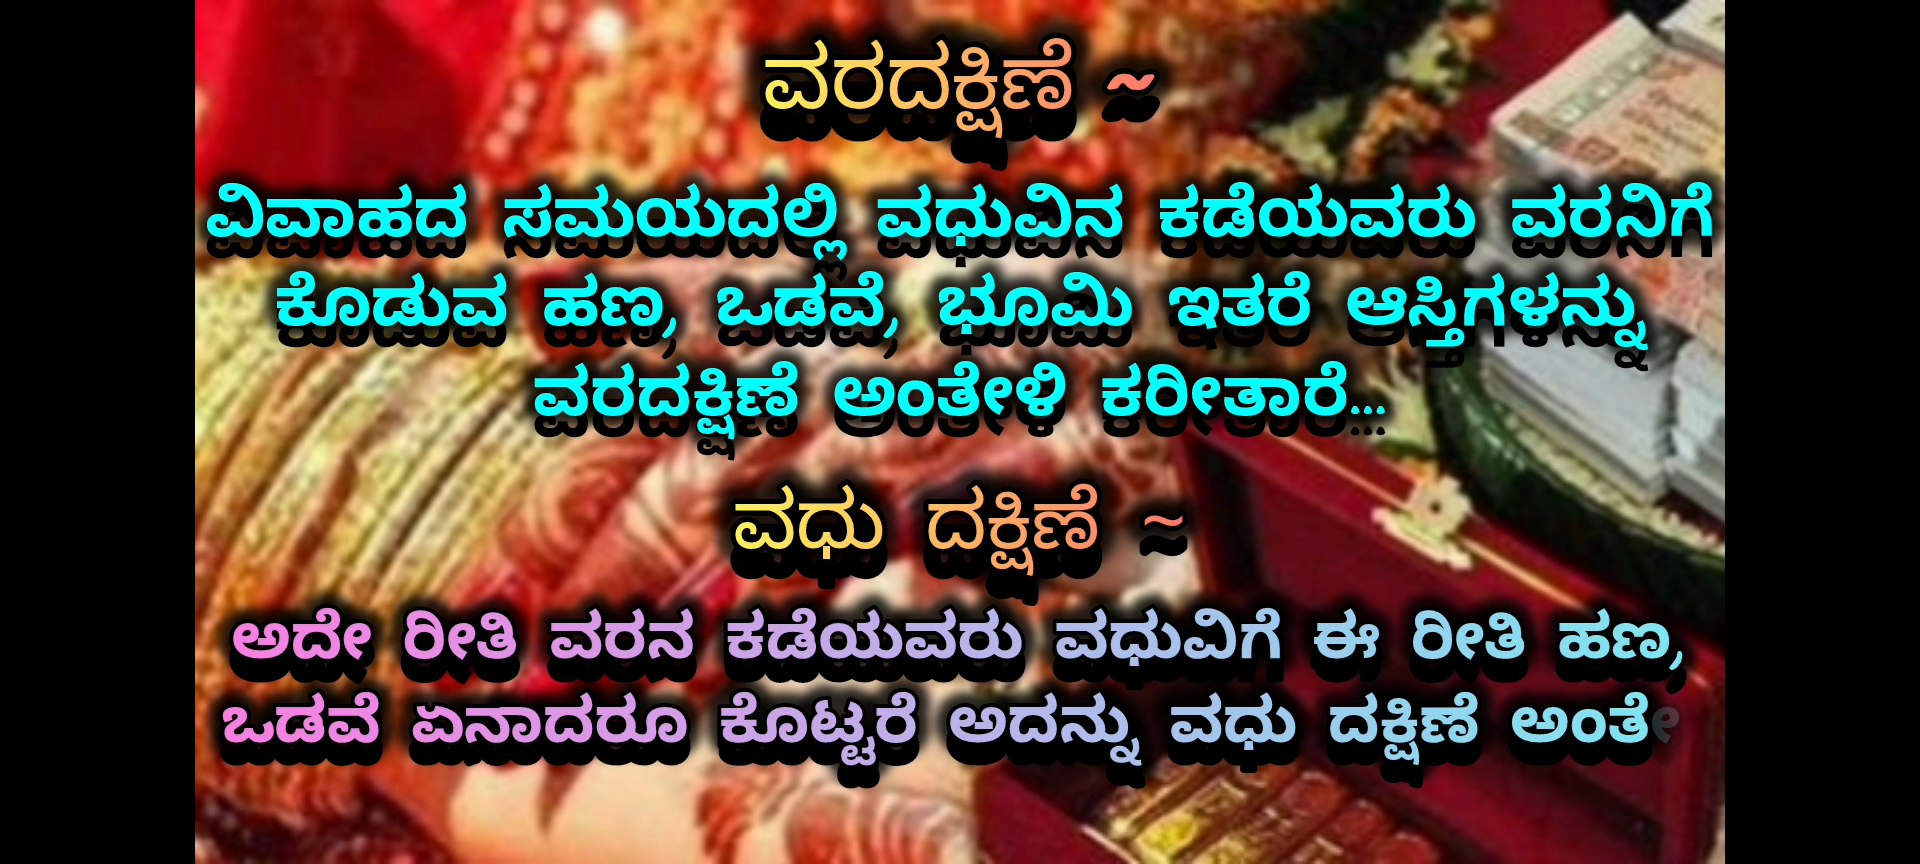 ವರದಕ್ಷಿಣೆ ~
ವಿವಾಹದ ಸಮಯದಲ್ಲಿ ವಧುವಿನ ಕಡೆಯವರು ವರನಿಗೆ
ಕೊಡುವ ಹಣ, ಒಡವೆ, ಭೂಮಿ ಇತರೆ ಆಸ್ತಿಗಳನ್ನು
ವರದಕ್ಷಿಣೆ ಅಂತೇಳಿ ಕರೀತಾರೆ...
ವಧು ದಕ್ಷಿಣೆ ~
ಅದೇ ರೀತಿ ವರನ ಕಡೆಯವರು ವಧುವಿಗೆ ಈ ರೀತಿ ಹಣ,
ಒಡವೆ ಏನಾದರೂ ಕೊಟ್ಟರೆ ಅದನ್ನು ವಧು ದಕ್ಷಿಣೆ ಅಂತೇ